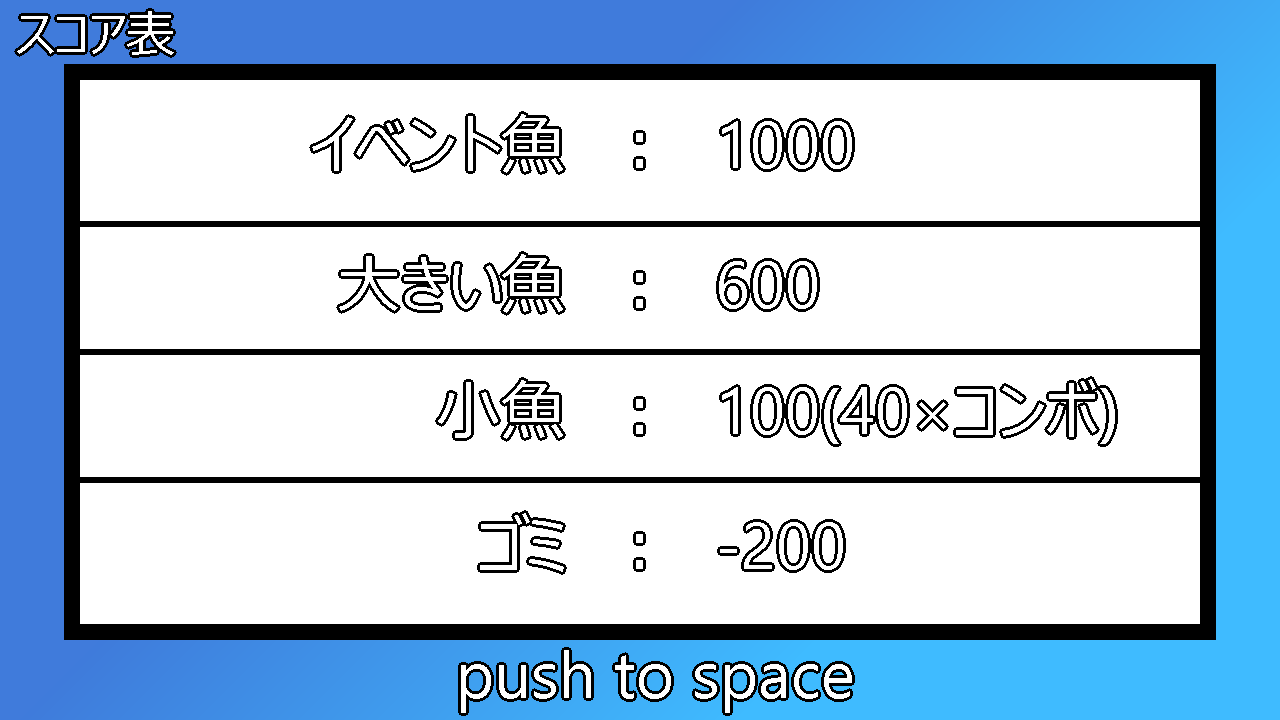 スコア表
イベント魚 : 1000
大きい魚 : 600
小魚 : 100(40×コンボ)
ゴミ : -200
push to space